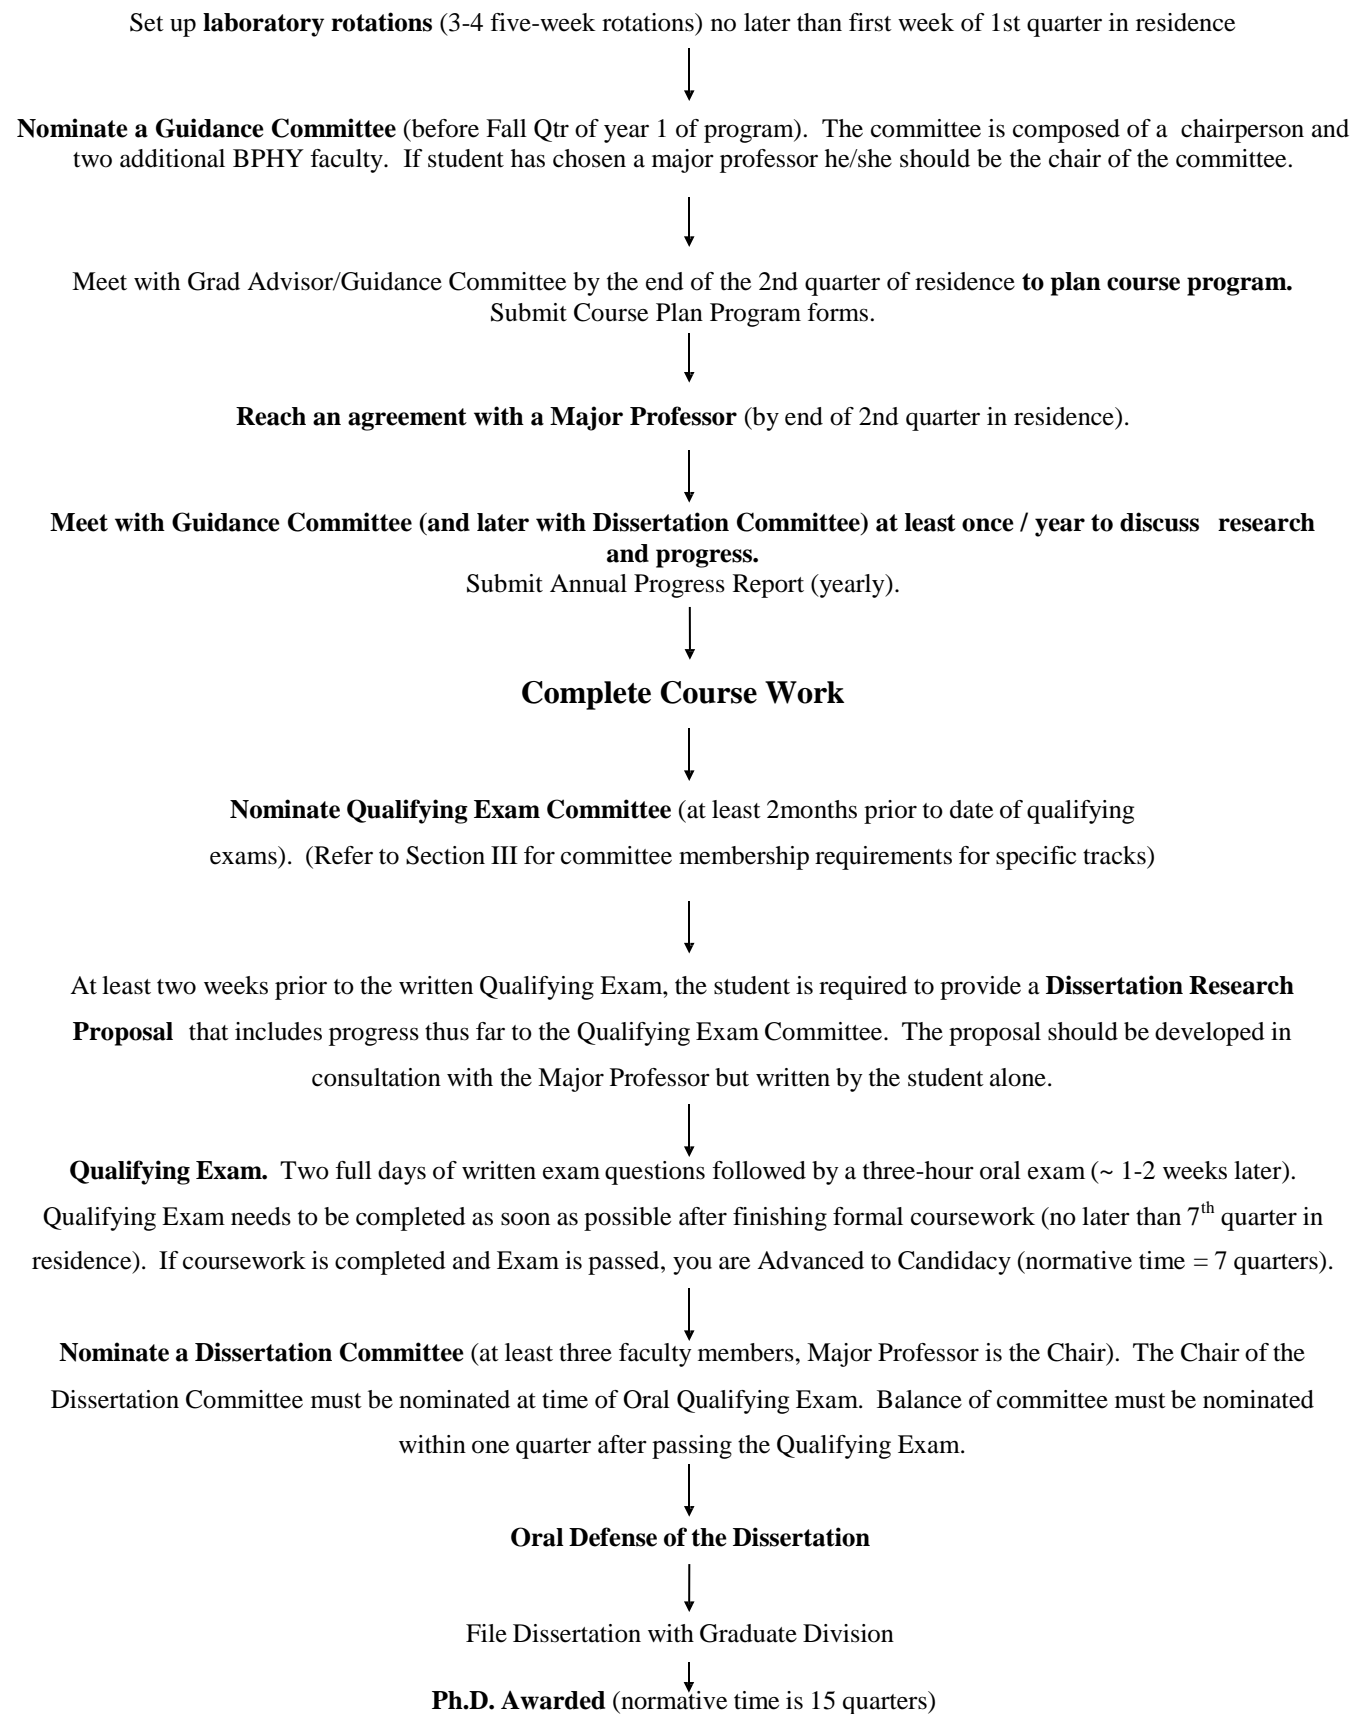 Set up laboratory rotations (3-4 five-week rotations) no later than first week of 1st quarter in residence
Nominate a Guidance Committee (before Fall Qtr of year 1 of program).  The committee is composed of a  chairperson and
two additional BPHY faculty.  If student has chosen a major professor he/she should be the chair of the committee.
Meet with Grad Advisor/Guidance Committee by the end of the 2nd quarter of residence to plan course program.
Submit Course Plan Program forms.
Reach an agreement with a Major Professor (by end of 2nd quarter in residence).
Meet with Guidance Committee (and later with Dissertation Committee) at least once / year to discuss   research
and progress.
Submit Annual Progress Report (yearly).
Complete Course Work
Nominate Qualifying Exam Committee (at least 2months prior to date of qualifying
exams).  (Refer to Section III for committee membership requirements for specific tracks)
At least two weeks prior to the written Qualifying Exam, the student is required to provide a Dissertation Research
Proposal  that includes progress thus far to the Qualifying Exam Committee.  The proposal should be developed in
consultation with the Major Professor but written by the student alone.
Qualifying Exam.  Two full days of written exam questions followed by a three-hour oral exam (~ 1-2 weeks later).
Qualifying Exam needs to be completed as soon as possible after finishing formal coursework (no later than 7th quarter in
residence).  If coursework is completed and Exam is passed, you are Advanced to Candidacy (normative time = 7 quarters).
Nominate a Dissertation Committee (at least three faculty members, Major Professor is the Chair).  The Chair of the
Dissertation Committee must be nominated at time of Oral Qualifying Exam.  Balance of committee must be nominated
within one quarter after passing the Qualifying Exam.
Oral Defense of the Dissertation
File Dissertation with Graduate Division
Ph.D. Awarded (normative time is 15 quarters)